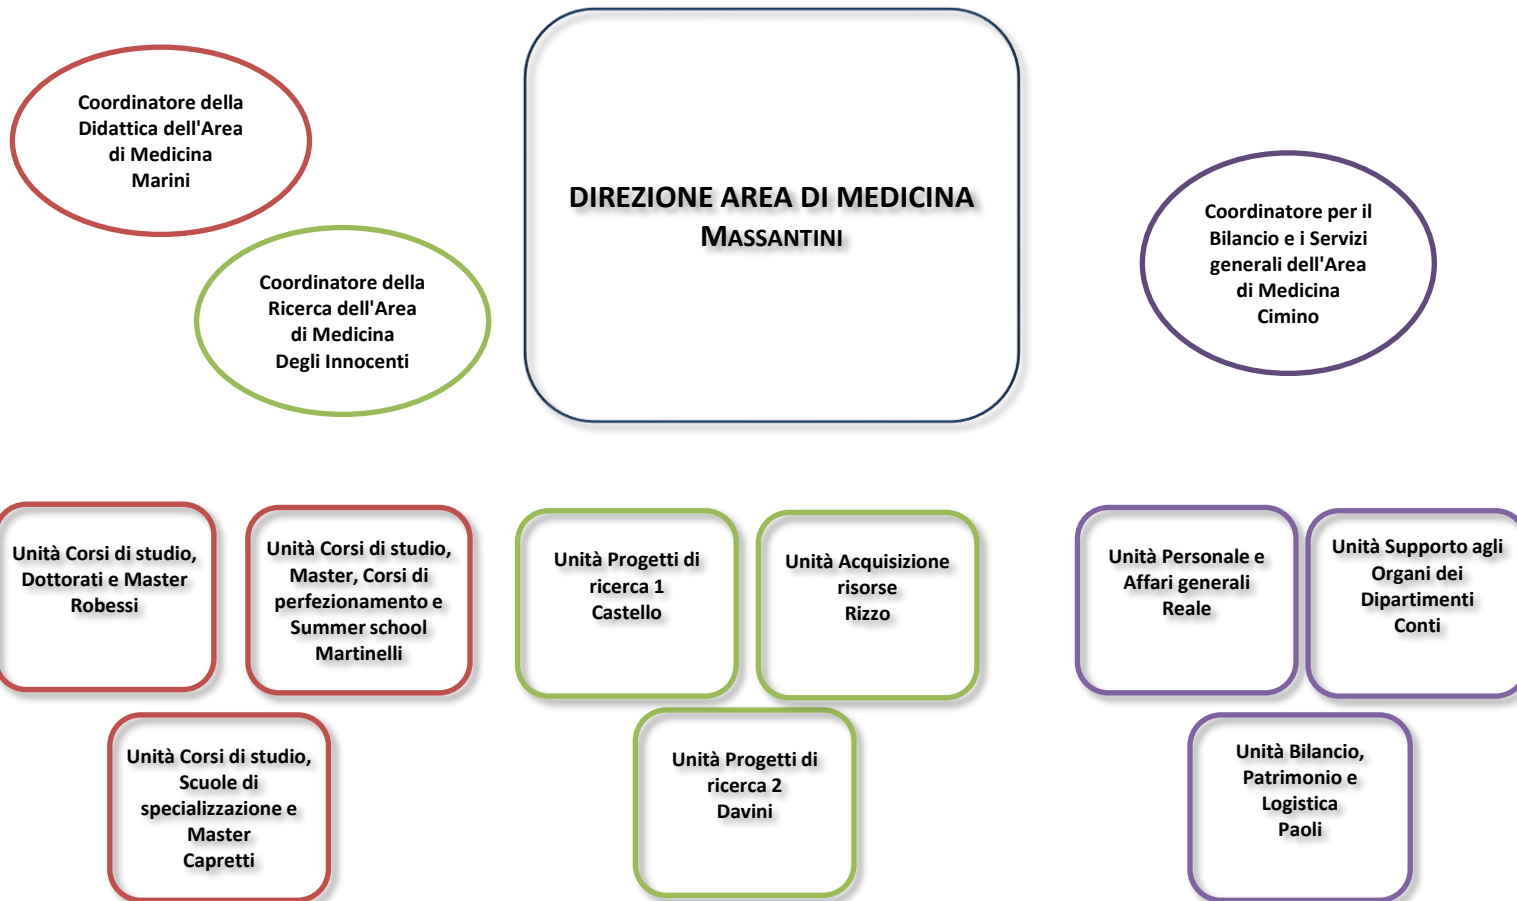 Coordinatore della
Didattica dell'Area
di Medicina
Marini
Coordinatore della
Ricerca dell'Area
di Medicina
Degli Innocenti
DIREZIONE AREA DI MEDICINA
MASSANTINI
Coordinatore per il
Bilancio e i Servizi
generali dell'Area
di Medicina
Cimino
Unità Corsi di studio,
Dottorati e Master
Robessi
Unità Corsi di studio,
Master, Corsi di
perfezionamento e
Summer school
Martinelli
Unità Corsi di studio,
Scuole di
specializzazione e
Master
Capretti
Unità Progetti di
ricerca 1
Castello
Unità Acquisizione
risorse
Rizzo
Unità Progetti di
ricerca 2
Davini
Unità Personale e
Affari generali
Reale
Unità Supporto agli
Organi dei
Dipartimenti
Conti
Unità Bilancio,
Patrimonio e
Logistica
Paoli